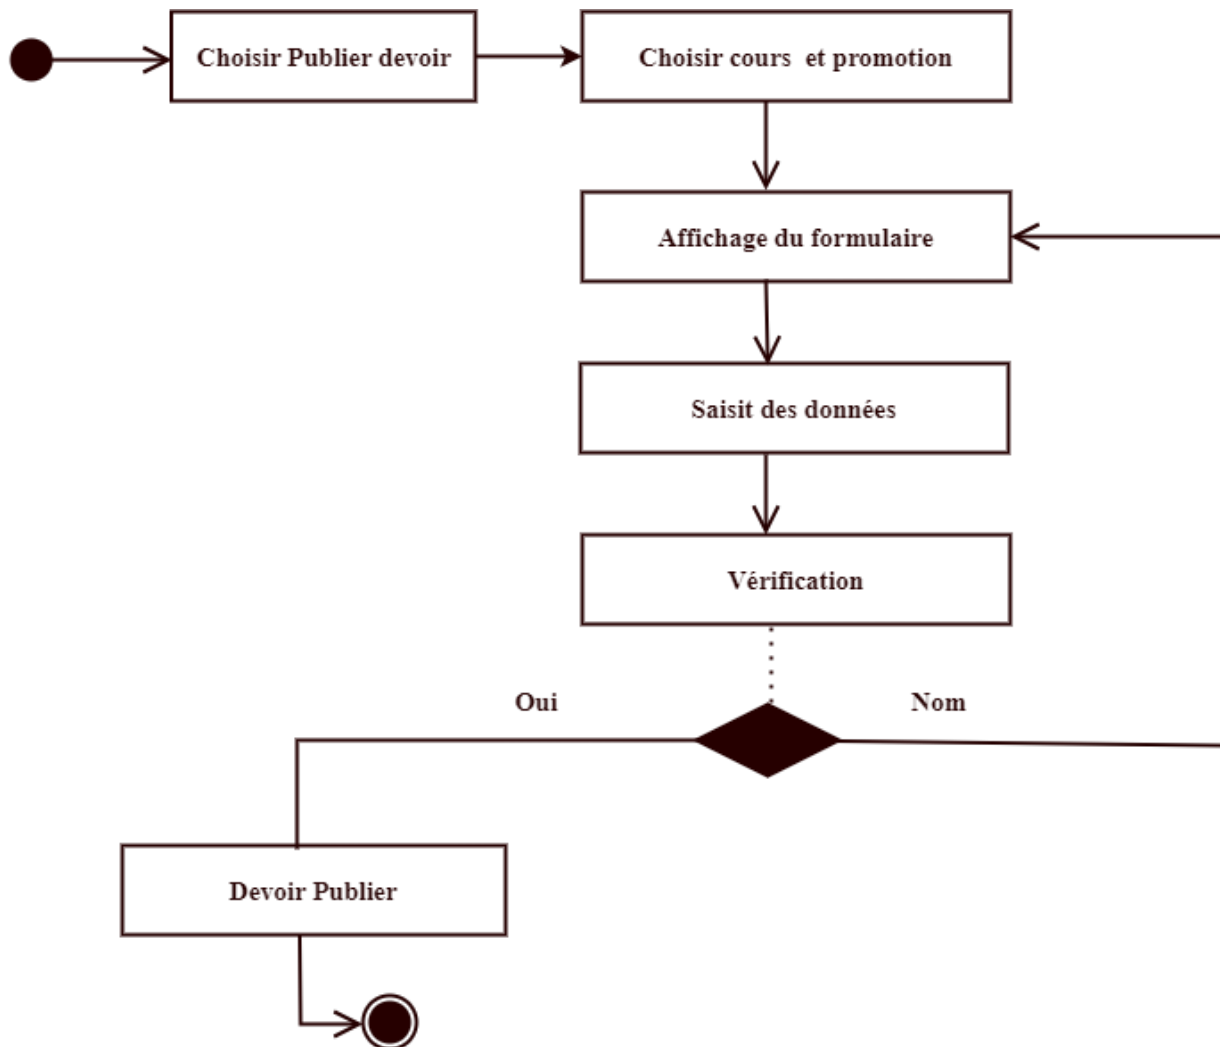 Choisir Publier devoir
Choisir cours et promotion
Affichage du formulaire
Saisit des données
Vérification
Oui
Nom
Devoir Publier